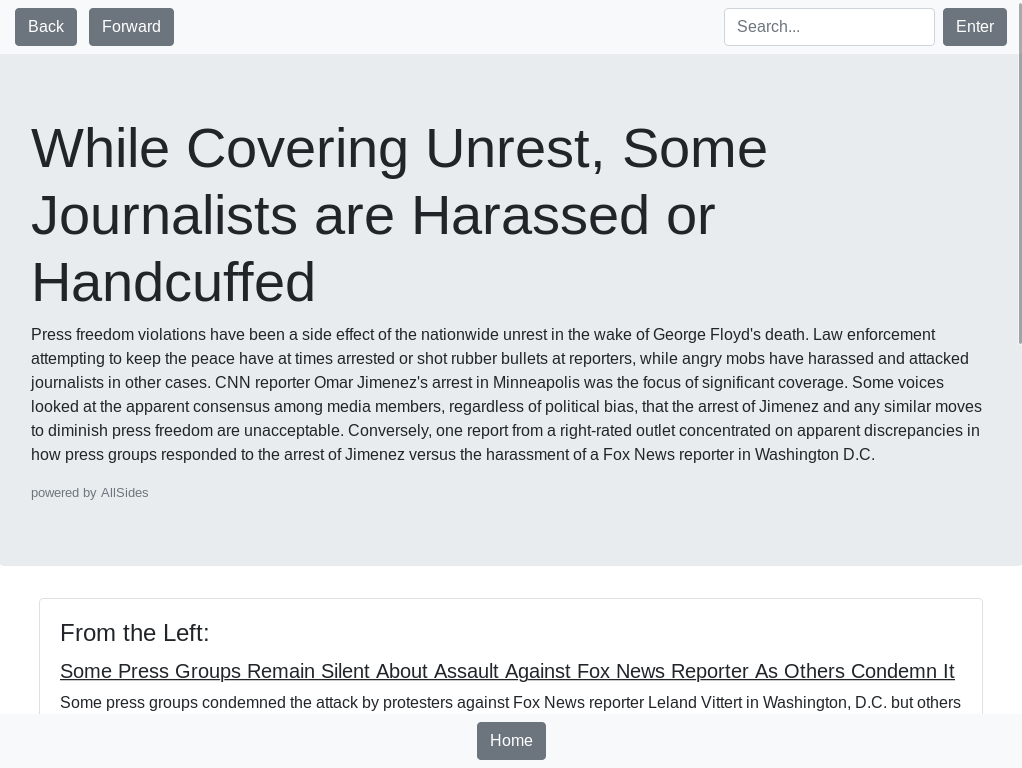 Back Forward Search... Enter
While Covering Unrest, Some
Journalists are Harassed or
Handcuffed
Press freedom violations have been a side effect of the nationwide unrest in the wake of George Floyd's death. Law enforcement
attempting to keep the peace have at times arrested or shot rubber bullets at reporters, while angry mobs have harassed and attacked
journalists in other cases. CNN reporter Omar Jimenez's arrest in Minneapolis was the focus of significant coverage. Some voices
looked at the apparent consensus among media members, regardless of political bias, that the arrest of Jimenez and any similar moves
to diminish press freedom are unacceptable. Conversely, one report from a right-rated outlet concentrated on apparent discrepancies in
how press groups responded to the arrest of Jimenez versus the harassment of a Fox News reporter in Washington D.C.
powered by AllSides
From the Left:
Some Press Groups Remain Silent About Assault Against Fox News Reporter As Others Condemn It
Some press groups condemned the attack by protesters against Fox News reporter Leland Vittert in Washington, D.C. but others
Home